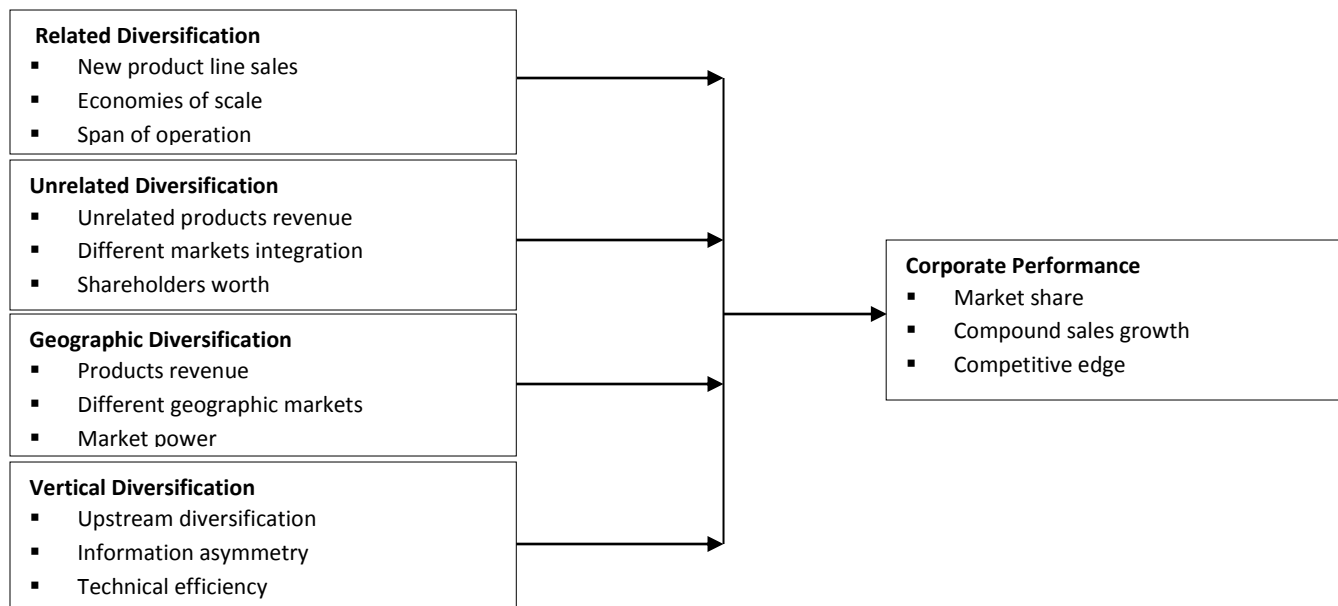 Related Diversification
▪ New product line sales
▪ Economies of scale
▪ Span of operation
Unrelated Diversification
▪ Unrelated products revenue
▪ Different markets integration
▪ Shareholders worth
Geographic Diversification
▪ Products revenue
▪ Different geographic markets
▪ Market power
Vertical Diversification
▪ Upstream diversification
▪ Information asymmetry
▪ Technical efficiency
Corporate Performance
▪ Market share
▪ Compound sales growth
▪ Competitive edge